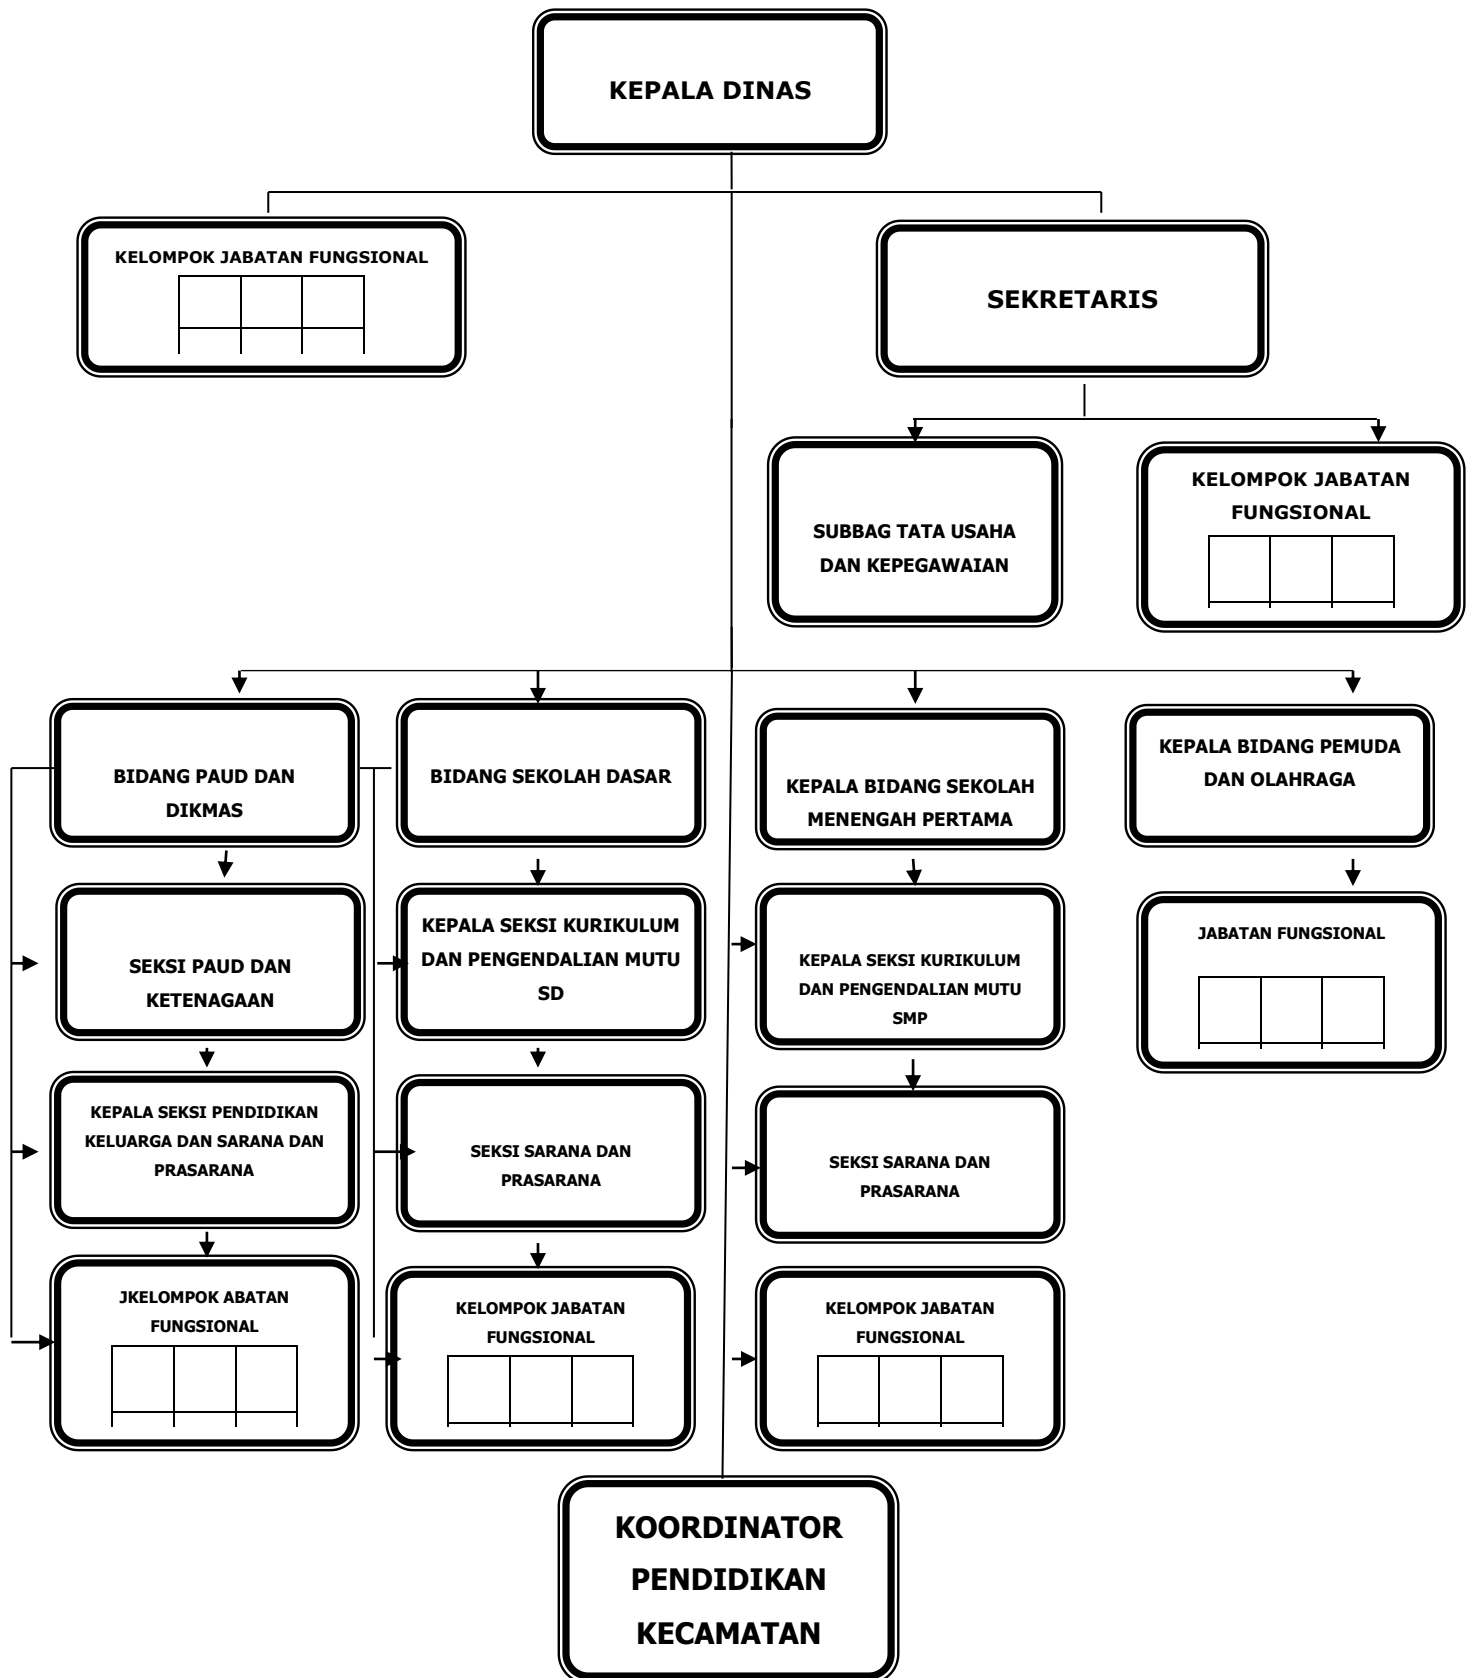 KEPALA DINAS
KELOMPOK JABATAN FUNGSIONAL
SEKRETARIS
SUBBAG TATA USAHA
DAN KEPEGAWAIAN
KELOMPOK JABATAN
FUNGSIONAL
BIDANG PAUD DAN
DIKMAS
BIDANG SEKOLAH DASAR
KEPALA BIDANG SEKOLAH
MENENGAH PERTAMA
KEPALA BIDANG PEMUDA
DAN OLAHRAGA
SEKSI PAUD DAN
KETENAGAAN
KEPALA SEKSI KURIKULUM
DAN PENGENDALIAN MUTU
SD
KEPALA SEKSI KURIKULUM
DAN PENGENDALIAN MUTU
SMP
JABATAN FUNGSIONAL
KEPALA SEKSI PENDIDIKAN
KELUARGA DAN SARANA DAN
PRASARANA
SEKSI SARANA DAN
PRASARANA
SEKSI SARANA DAN
PRASARANA
JKELOMPOK ABATAN
FUNGSIONAL
KELOMPOK JABATAN
FUNGSIONAL
KELOMPOK JABATAN
FUNGSIONAL
KOORDINATOR
PENDIDIKAN
KECAMATAN